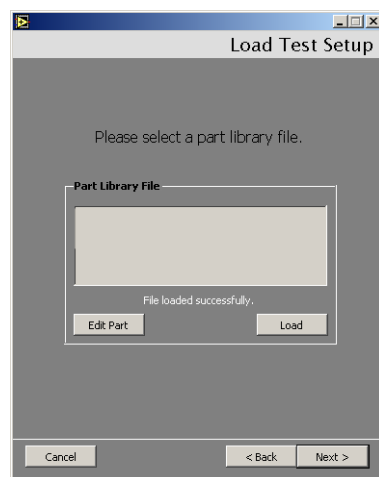 Load Test Setup
Please select a part library file.
Part Library File
File loaded successfully.
Edit Part
Load
Cancel
< Back
Next >